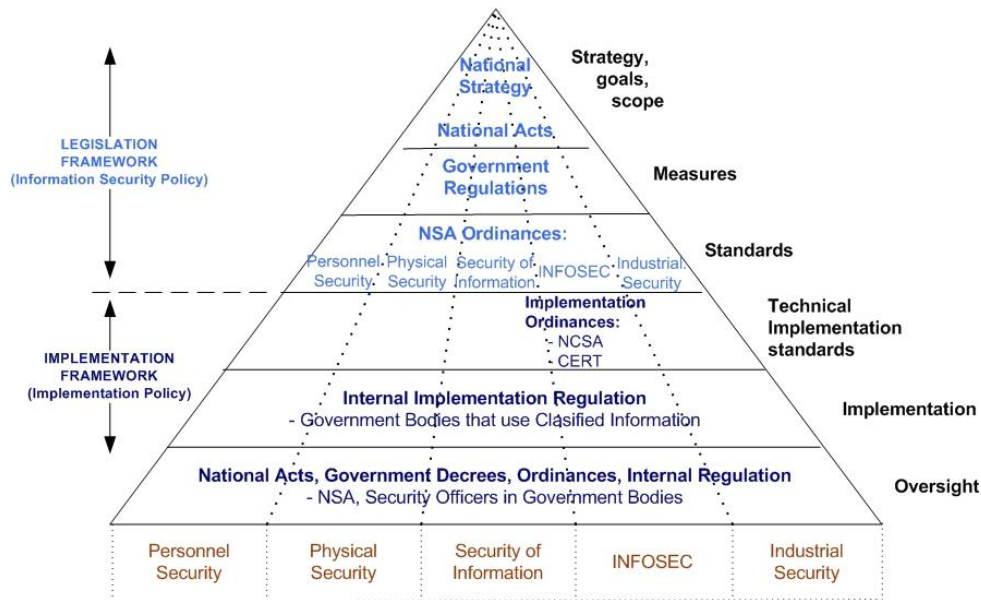 National
Strategy
National Acts
Strategy,
goals,
scope
LEGISLATION
FRAMEWORK
(Information Security Policy)
Government
Regulations
Measures
NSA Ordinances:
Personnel
Security
Physical
Security
Security of
Information
INFOSEC
Industrial
Security
Standards
Implementation
Ordinances:
- NCSA
- CERT
Technical
Implementation
standards
IMPLEMENTATION
FRAMEWORK
(Implementation Policy)
Internal Implementation Regulation
- Government Bodies that use Clasified Information
Implementation
National Acts, Government Decrees, Ordinances, Internal Regulation
- NSA, Security Officers in Government Bodies
Oversight
Personnel
Security
Physical
Security
Security of
Information
INFOSEC
Industrial
Security